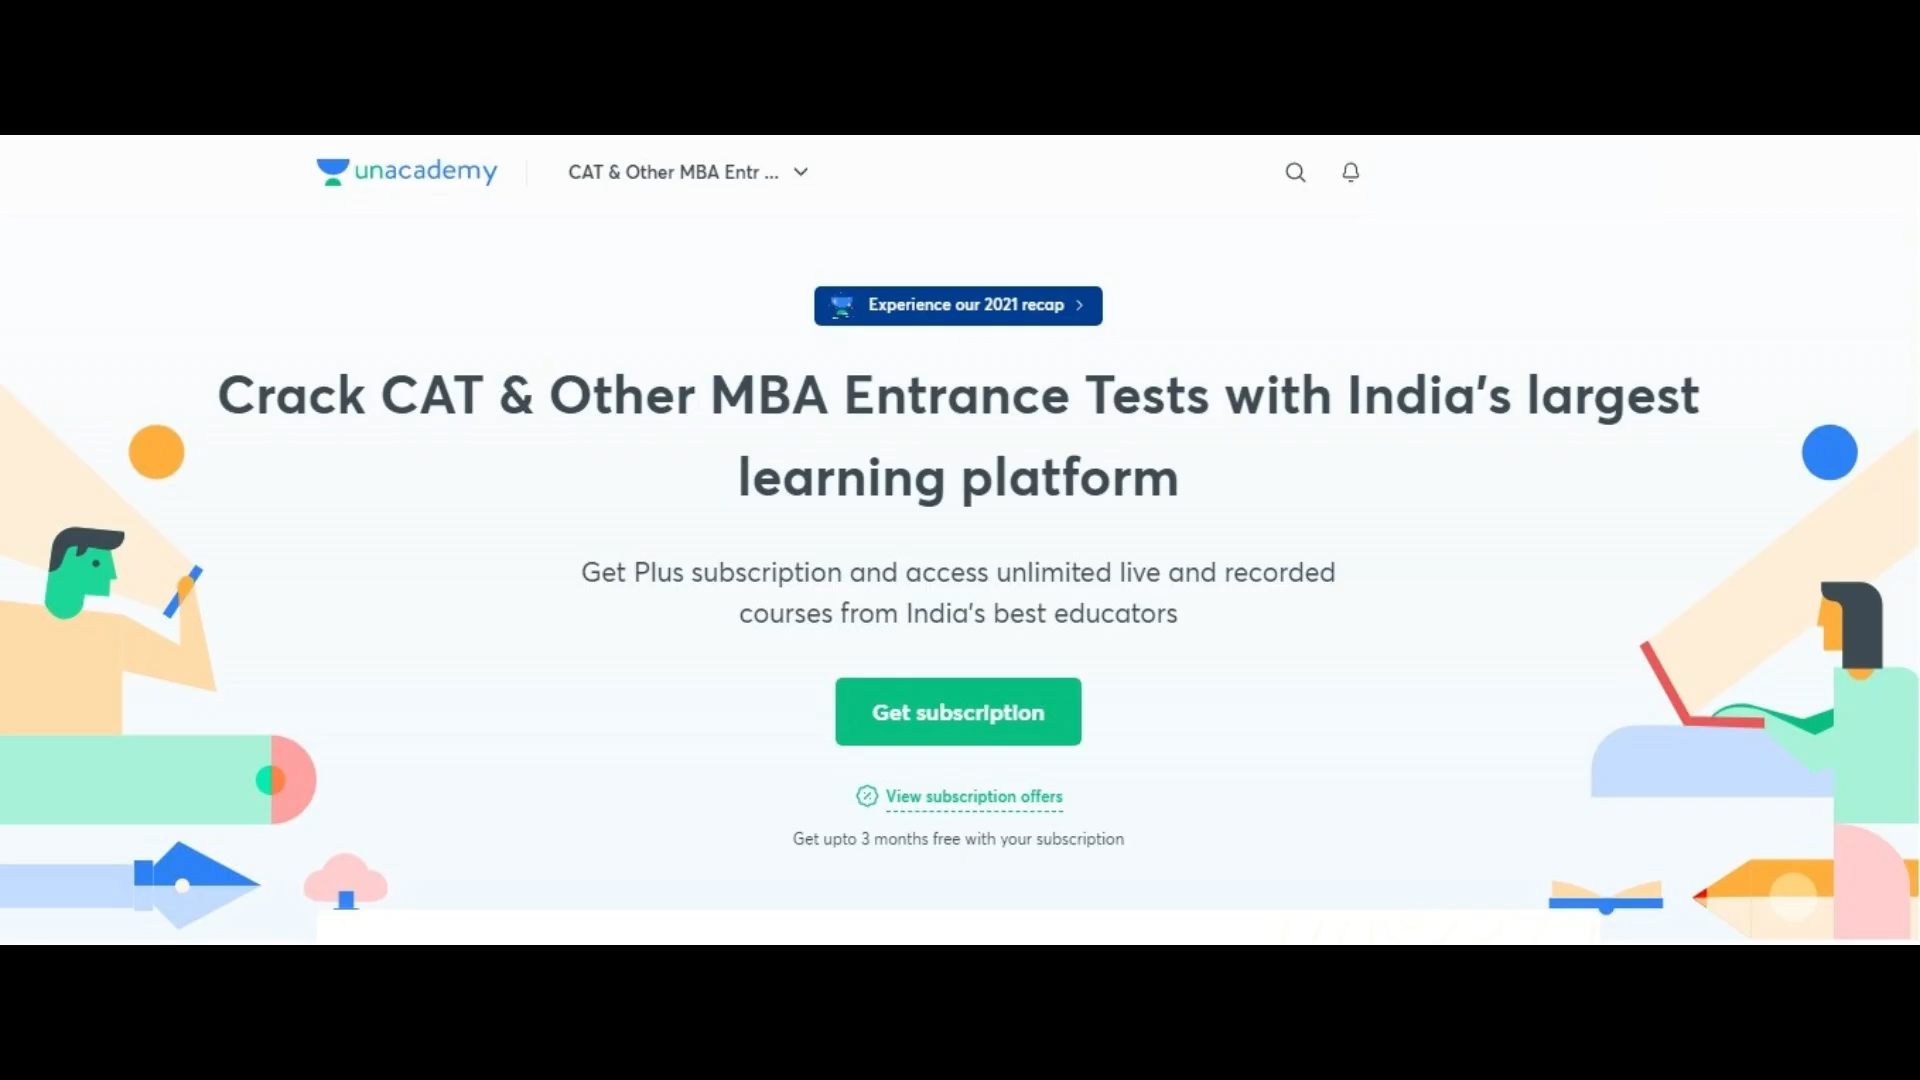 unacademy
CAT & Other MBA Entr ...
Experience our 2021 recap
Crack CAT & Other MBA Entrance Tests with India's largest
learning platform
Get Plus subscription and access unlimited live and recorded
courses from India's best educators
Get subscription
View subscription offers
Get upto 3 months free with your subscription